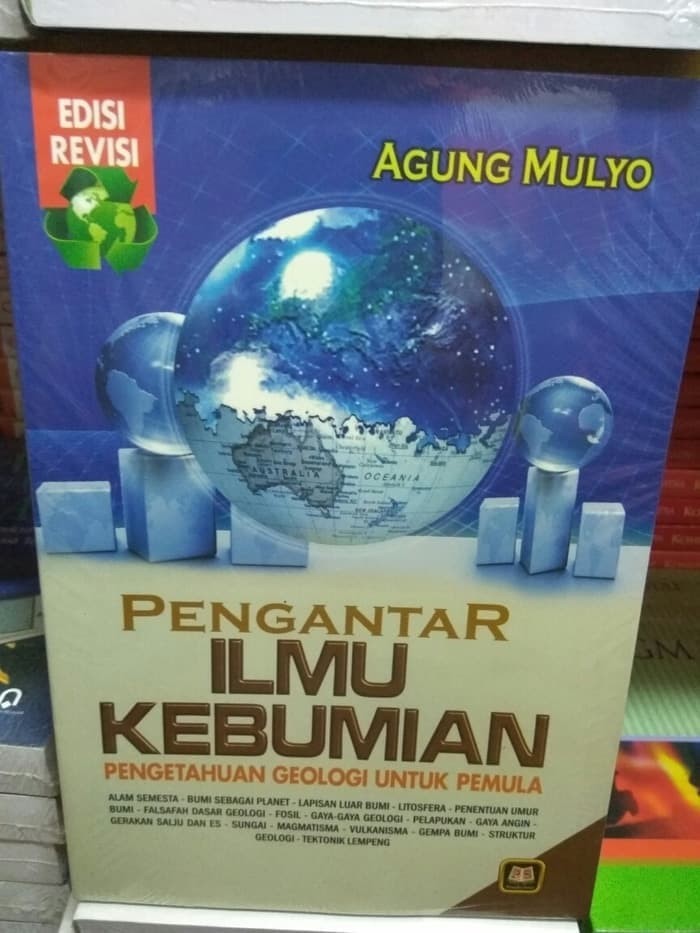 EDISI
REVISI
AGUNG MULYO
AUSTRALIA
OCEANIA
PENGANTAR
ILMU
KEBUMIAN
PENGETAHUAN GEOLOGI UNTUK PEMULA
ALAM SEMESTA - BUMI SEBAGAI PLANET - LAPISAN LUAR BUMI - LITOSFERA - PENENTUAN UMUR
BUMI - FALSAFAH DASAR GEOLOGI - FOSIL - GAYA-GAYA GEOLOGI - PELAPUKAN - GAYA ANGIN -
GERAKAN SALJU DAN ES - SUNGAI - MAGMATISMA - VULKANISMA - GEMPA BUMI - STRUKTUR
GEOLOGI - TEKTONIK LEMPENG